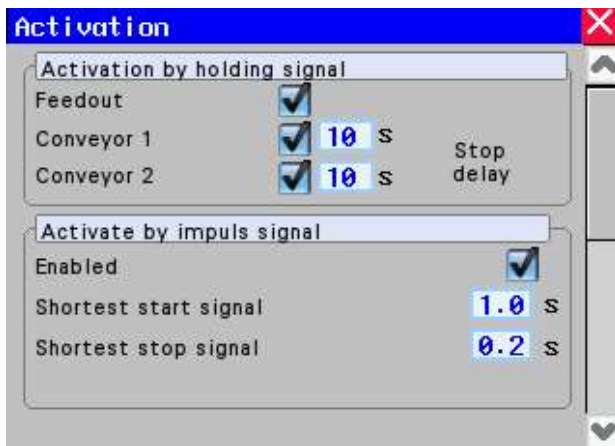 Activation
Activation by holding signal
Feedout
Conveyor 1 10 s
Stop
Conveyor 2 10 s
delay
Activate by impuls signal
Enabled
Shortest start signal 1.0 s
Shortest stop signal 0.2 s